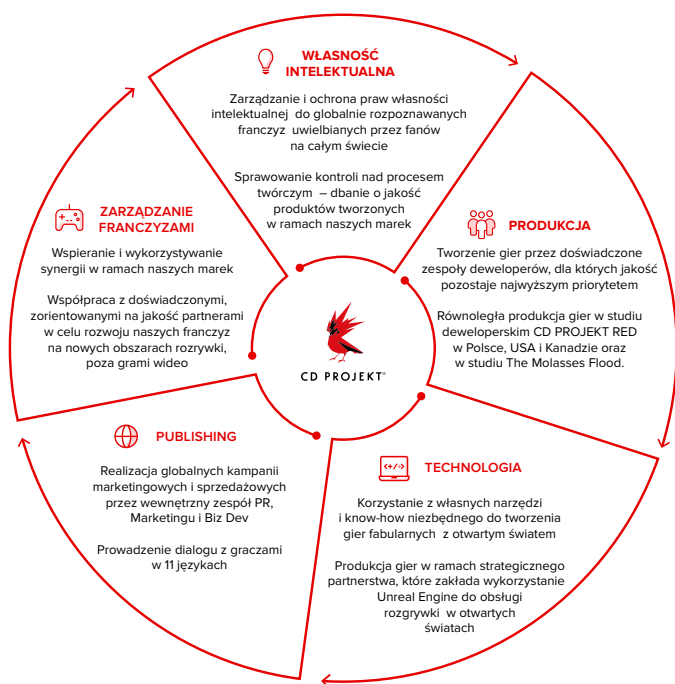 WŁASNOŚĆ
INTELEKTUALNA
Zarządzanie i ochrona praw własności
intelektualnej do globalnie rozpoznawanych
franczyz uwielbianych przez fanów
na całym świecie
Sprawowanie kontroli nad procesem
twórczym – dbanie o jakość
produktów tworzonych
w ramach naszych marek
PRODUKCJA
Tworzenie gier przez doświadczone
zespoły deweloperów, dla których jakość
pozostaje najwyższym priorytetem
Równoległa produkcja gier w studiu
deweloperskim CD PROJEKT RED
w Polsce, USA i Kanadzie oraz
w studiu The Molasses Flood.
TECHNOLOGIA
Korzystanie z własnych narzędzi
i know-how niezbędnego do tworzenia
gier fabularnych z otwartym światem
Produkcja gier w ramach strategicznego
partnerstwa, które zakłada wykorzystanie
Unreal Engine do obsługi
rozgrywki w otwartych
światach
PUBLISHING
Realizacja globalnych kampanii
marketingowych i sprzedażowych
przez wewnętrzny zespół PR,
Marketingu i Biz Dev
Prowadzenie dialogu z graczami
w 11 językach
ZARZĄDZANIE
FRANCZYZAMI
Wspieranie i wykorzystywanie
synergii w ramach naszych marek
Współpraca z doświadczonymi,
zorientowanymi na jakość partnerami
w celu rozwoju naszych franczyz
na nowych obszarach rozrywki,
poza grami wideo
CD PROJEKT®